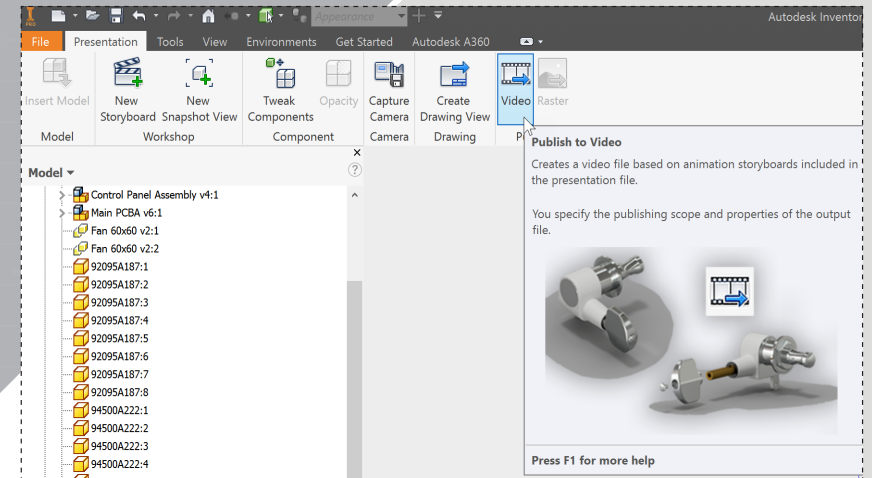 PRO
Appearance
Autodesk Inventor
File Presentation Tools View Environments Get Started Autodesk A360
Insert Model
New Storyboard
New Snapshot View
Tweak Components
Opacity
Capture Camera
Create Drawing View
Video
Raster
Model Workshop Component Camera Drawing
Model
Control Panel Assembly v4:1
Main PCBA v6:1
Fan 60x60 v2:1
Fan 60x60 v2:2
92095A187:1
92095A187:2
92095A187:3
92095A187:4
92095A187:5
92095A187:6
92095A187:7
92095A187:8
94500A222:1
94500A222:2
94500A222:3
94500A222:4
Publish to Video
Creates a video file based on animation storyboards included in
the presentation file.
You specify the publishing scope and properties of the output
file.
Press F1 for more help